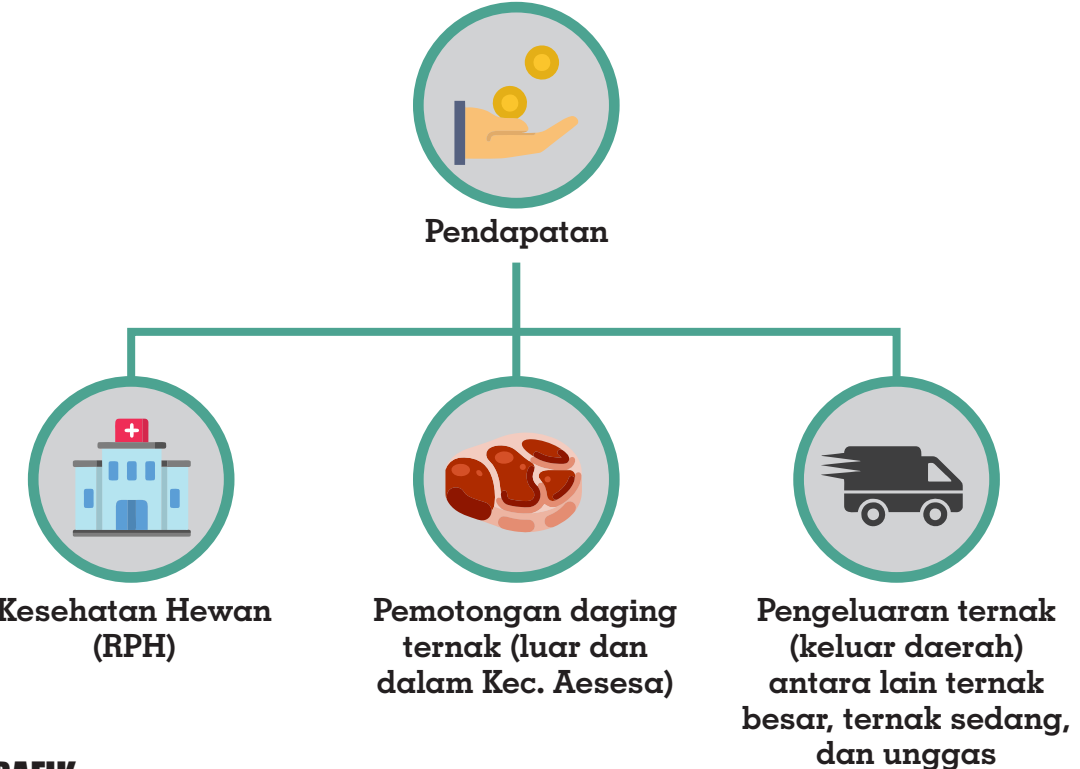 Pendapatan
Kesehatan Hewan
(RPH)
Pemotongan daging
ternak (luar dan
dalam Kec. Aesesa)
Pengeluaran ternak
(keluar daerah)
antara lain ternak
besar, ternak sedang,
dan unggas